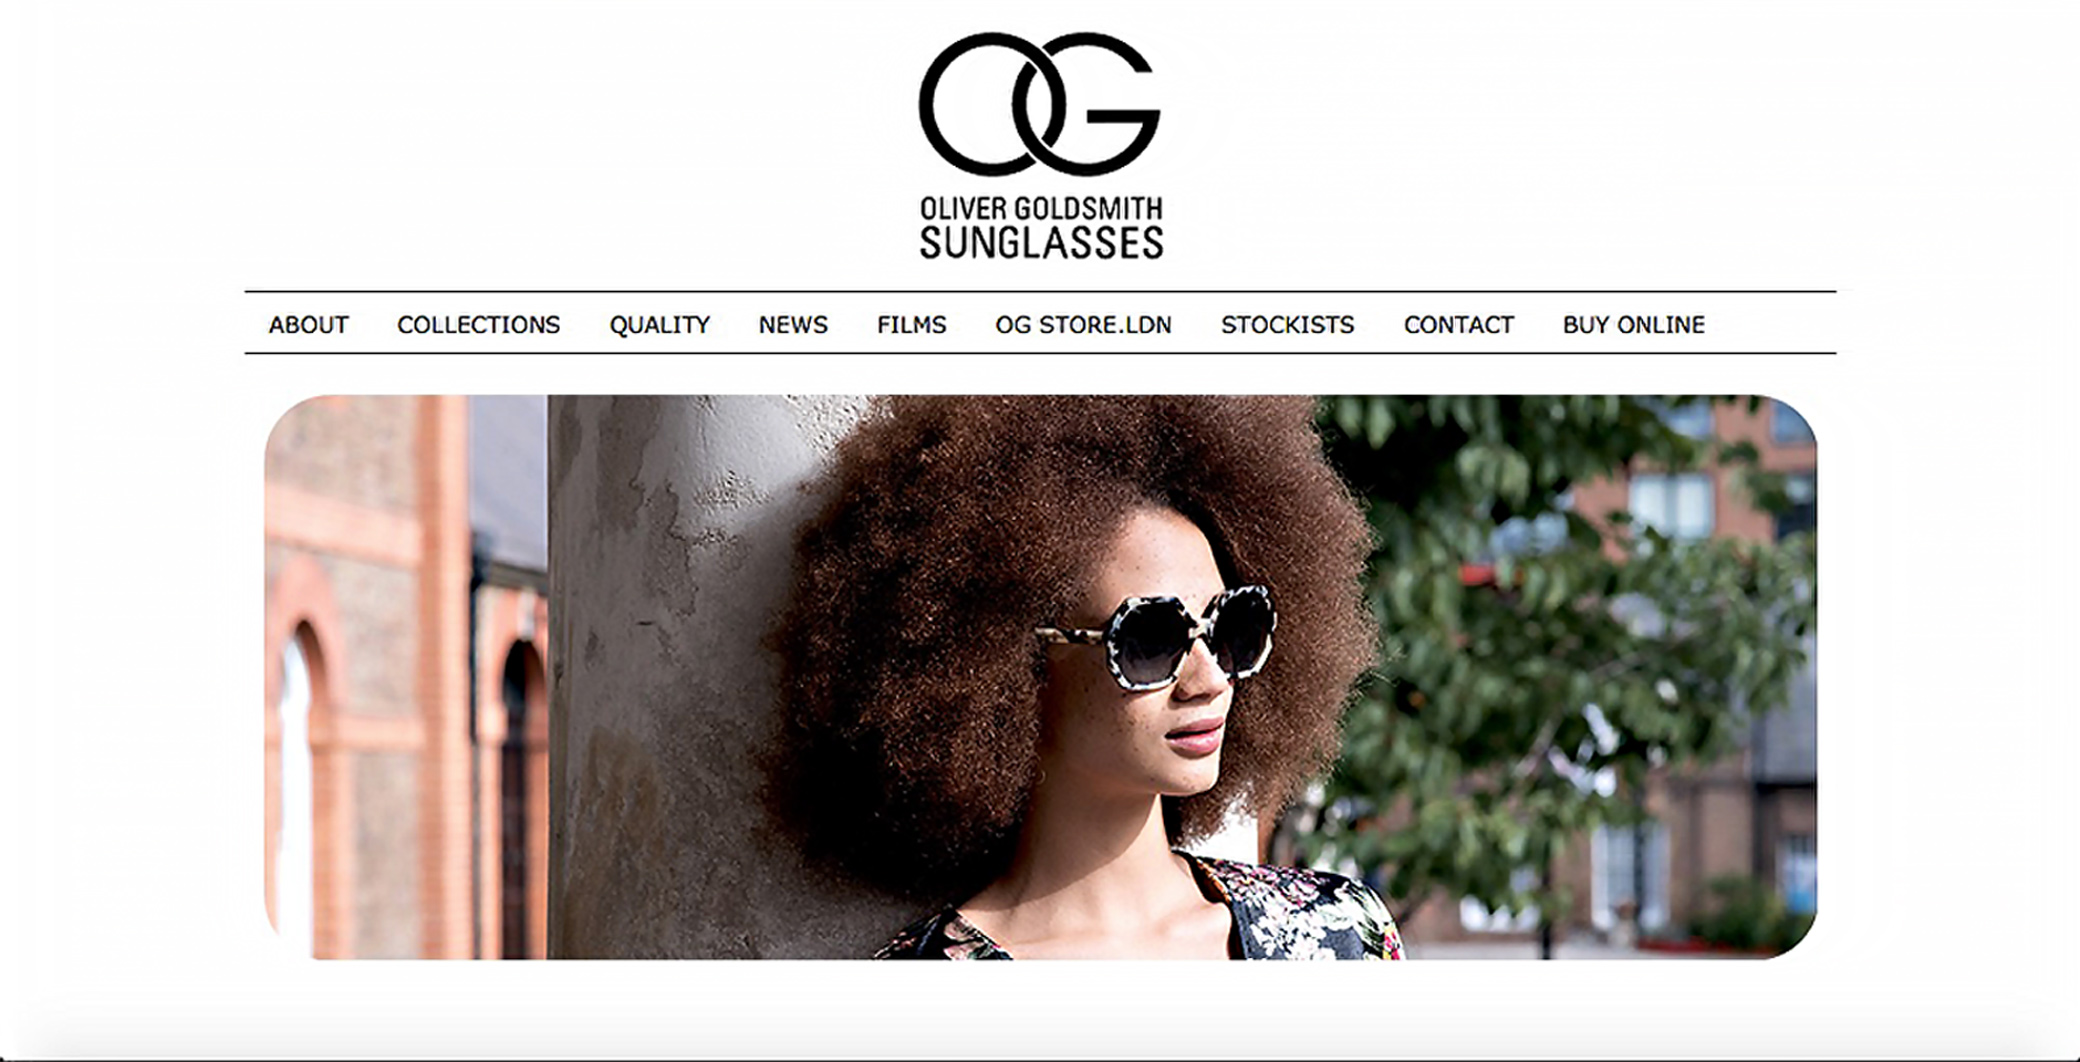 OG
OLIVER GOLDSMITH
SUNGLASSES
ABOUT COLLECTIONS QUALITY NEWS FILMS OG STORE.LDN STOCKISTS CONTACT BUY ONLINE